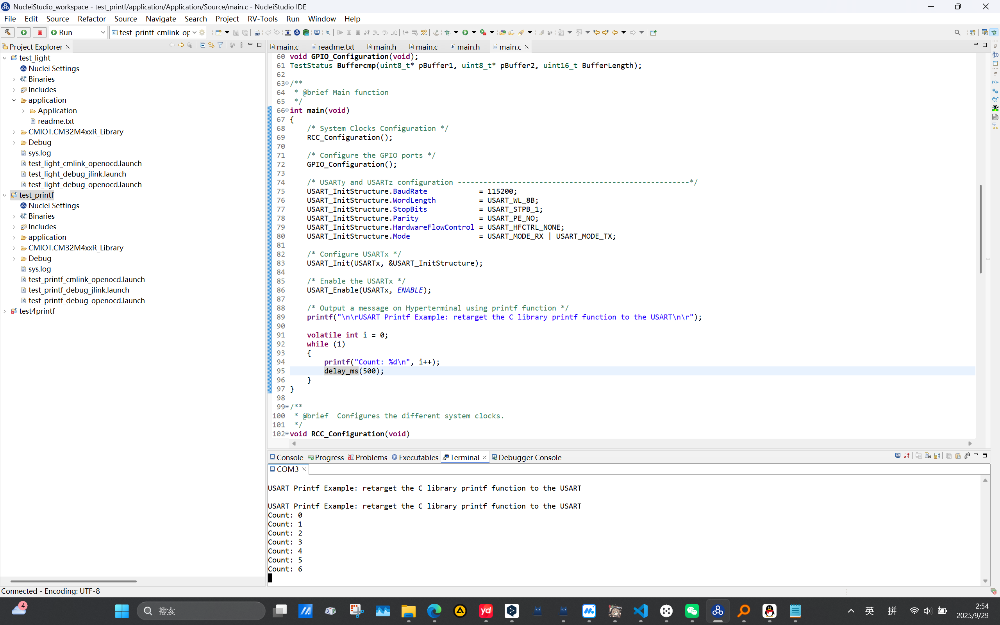 NucleiStudio_workspace - test_printf/application/Application/Source/main.c - NucleiStudio IDE
File Edit Source Refactor Source Navigate Search Project RV-Tools Run Window Help
Run test_printf_cmlink_op
Project Explorer
test_light
Nuclei Settings
Binaries
Includes
application
Application
readme.txt
CMIOT.CM32M4xxR_Library
Debug
sys.log
test_light_cmlink_openocd.launch
test_light_debug_jlink.launch
test_light_debug_openocd.launch
test_printf
Nuclei Settings
Binaries
Includes
application
CMIOT.CM32M4xxR_Library
Debug
sys.log
test_printf_cmlink_openocd.launch
test_printf_debug_jlink.launch
test_printf_debug_openocd.launch
test4printf
main.c readme.txt main.h main.c main.h main.c
60 void GPIO_Configuration(void);
61 TestStatus Buffercmp(uint8_t* pBuffer1, uint8_t* pBuffer2, uint16_t BufferLength);
62
63 /**
64  * @brief Main function
65  */
66 int main(void)
67 {
68     /* System Clocks Configuration */
69     RCC_Configuration();
70
71     /* Configure the GPIO ports */
72     GPIO_Configuration();
73
74     /* USARTy and USARTz configuration ------------------------------------------------------*/
75     USART_InitStructure.BaudRate            = 115200;
76     USART_InitStructure.WordLength          = USART_WL_8B;
77     USART_InitStructure.StopBits            = USART_STPB_1;
78     USART_InitStructure.Parity              = USART_PE_NO;
79     USART_InitStructure.HardwareFlowControl = USART_HFCTRL_NONE;
80     USART_InitStructure.Mode                = USART_MODE_RX | USART_MODE_TX;
81
82     /* Configure USARTx */
83     USART_Init(USARTx, &USART_InitStructure);
84
85     /* Enable the USARTx */
86     USART_Enable(USARTx, ENABLE);
87
88     /* Output a message on Hyperterminal using printf function */
89     printf("\n\rUSART Printf Example: retarget the C library printf function to the USART\n\r");
90
91     volatile int i = 0;
92     while (1)
93     {
94         printf("Count: %d\n", i++);
95         delay_ms(500);
96     }
97 }
98
99 /**
100  * @brief  Configures the different system clocks.
101  */
102 void RCC_Configuration(void)
Console Progress Problems Executables Terminal Debugger Console
COM3
USART Printf Example: retarget the C library printf function to the USART
USART Printf Example: retarget the C library printf function to the USART
Count: 0
Count: 1
Count: 2
Count: 3
Count: 4
Count: 5
Count: 6
Connected - Encoding: UTF-8
4
搜索
yd
英
拼
2:54
2025/9/29